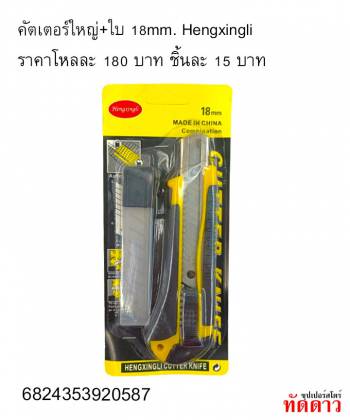 คัตเตอร์ใหญ่+ใบ 18mm. Hengxingli
ราคาโหลละ 180 บาท ชิ้นละ 15 บาท
Hengxingli
18mm
MADE IN CHINA
Combination
CUTTER KNIFE
HENGXINGLI CUTTER KNIFE
6824353920587
ซุปเปอร์สโตร์
ทัดดาว